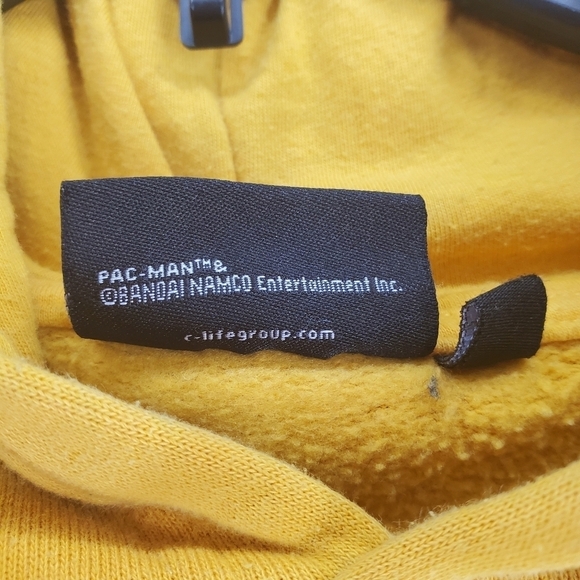 PAC-MAN™&
©BANDAI NAMCO Entertainment Inc.
c-lifegroup.com